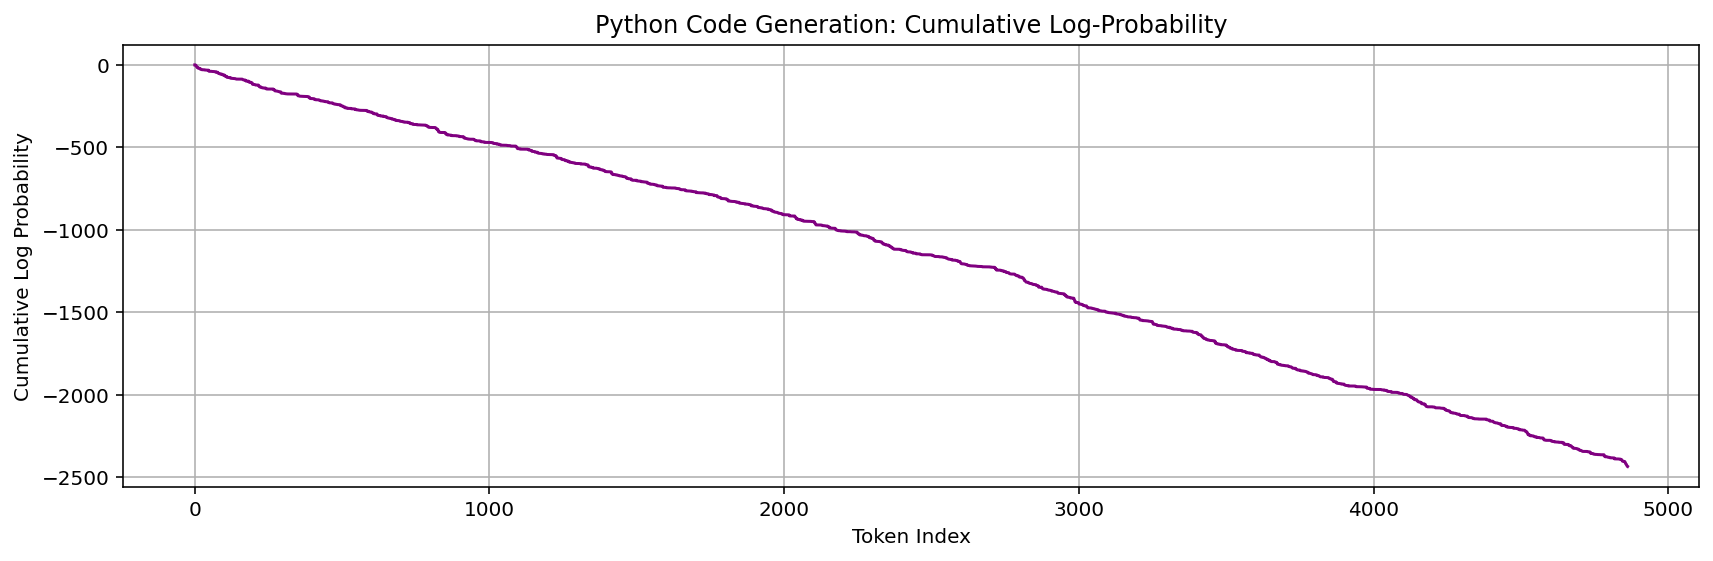 Python Code Generation: Cumulative Log-Probability
Cumulative Log Probability
0
−500
−1000
−1500
−2000
−2500
0 1000 2000 3000 4000 5000
Token Index